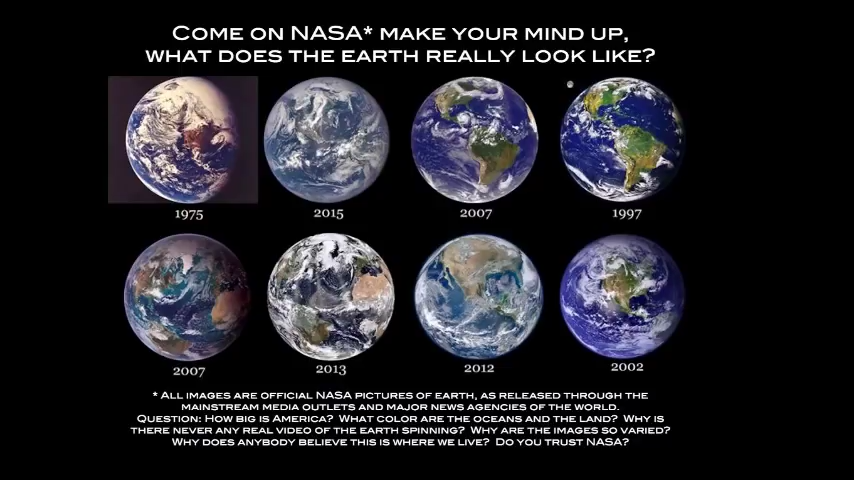 COME ON NASA* MAKE YOUR MIND UP,
WHAT DOES THE EARTH REALLY LOOK LIKE?
1975
2015
2007
1997
2007
2013
2012
2002
* ALL IMAGES ARE OFFICIAL NASA PICTURES OF EARTH, AS RELEASED THROUGH THE
MAINSTREAM MEDIA OUTLETS AND MAJOR NEWS AGENCIES OF THE WORLD.
QUESTION: HOW BIG IS AMERICA? WHAT COLOR ARE THE OCEANS AND THE LAND? WHY IS
THERE NEVER ANY REAL VIDEO OF THE EARTH SPINNING? WHY ARE THE IMAGES SO VARIED?
WHY DOES ANYBODY BELIEVE THIS IS WHERE WE LIVE? DO YOU TRUST NASA?